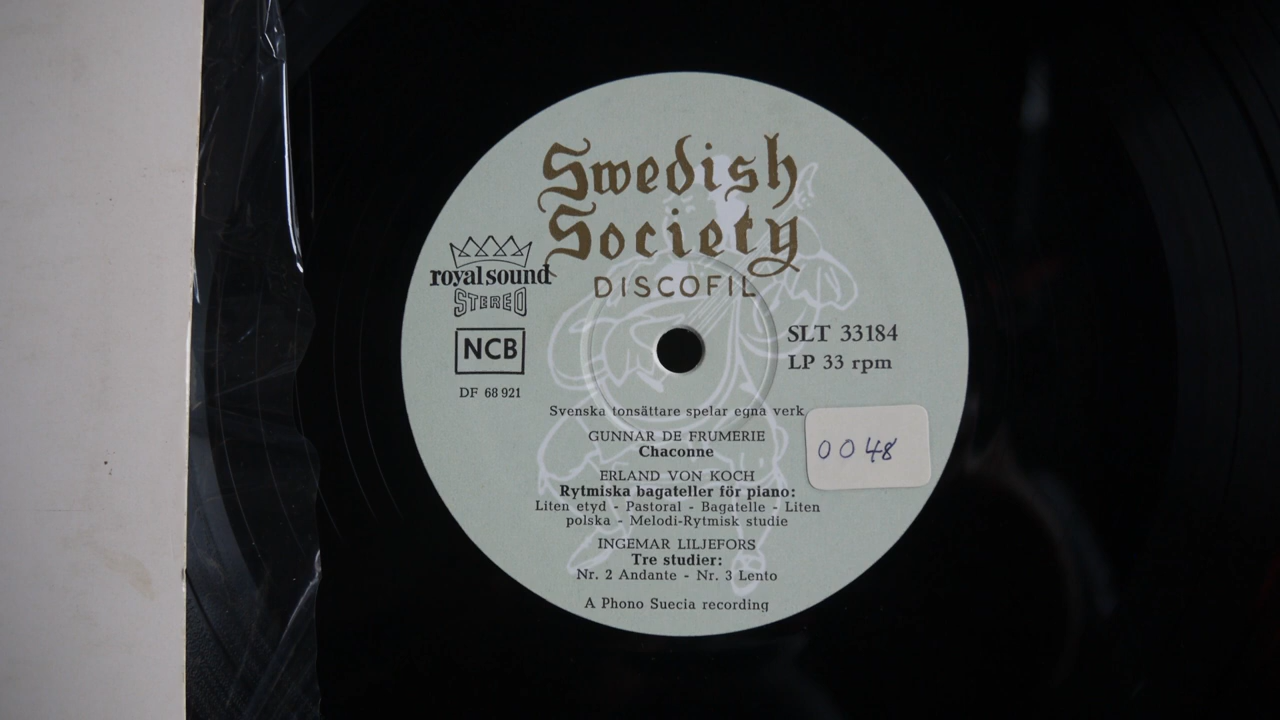 Swedish
Society
DISCOFIL
royal sound
STEREO
NCB
DF 68 921
SLT 33184
LP 33 rpm
Svenska tonsättare spelar egna verk
GUNNAR DE FRUMERIE
Chaconne
ERLAND VON KOCH
Rytmiska bagateller för piano:
Liten etyd - Pastoral - Bagatelle - Liten
polska - Melodi-Rytmisk studie
INGEMAR LILJEFORS
Tre studier:
Nr. 2 Andante - Nr. 3 Lento
A Phono Suecia recording
0048